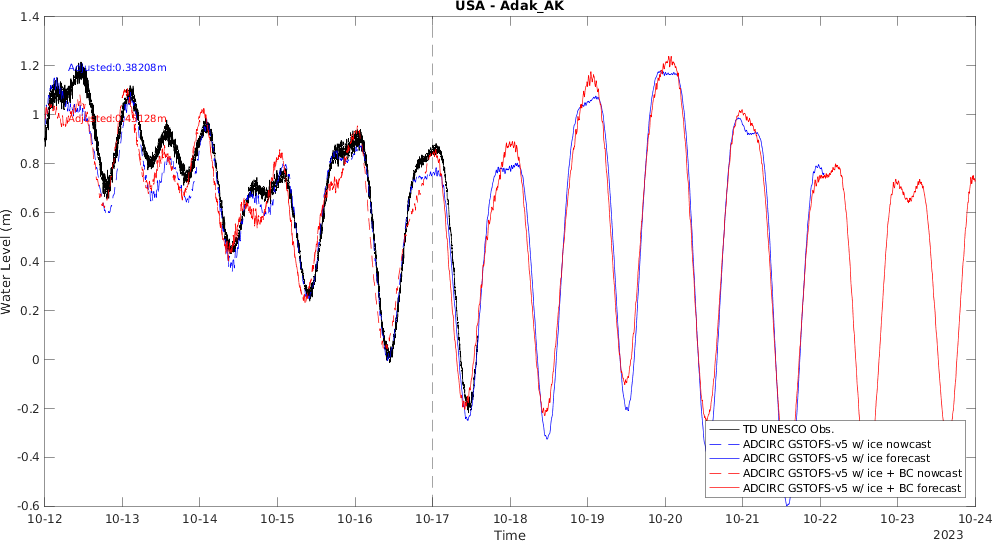 USA - Adak_AK
1.4
1.2
1
0.8
0.6
0.4
0.2
0
-0.2
-0.4
-0.6
Water Level (m)
Adjusted:0.38208m
Adjusted:0.45128m
TD UNESCO Obs.
ADCIRC GSTOFS-v5 w/ ice nowcast
ADCIRC GSTOFS-v5 w/ ice forecast
ADCIRC GSTOFS-v5 w/ ice + BC nowcast
ADCIRC GSTOFS-v5 w/ ice + BC forecast
10-12 10-13 10-14 10-15 10-16 10-17 10-18 10-19 10-20 10-21 10-22 10-23 10-24
Time 2023